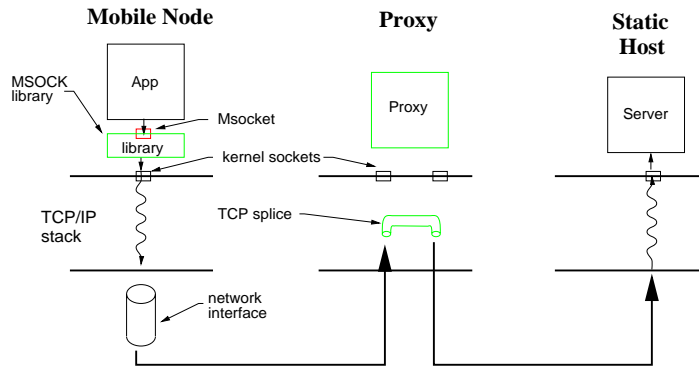 Mobile Node
Proxy
Static
Host
MSOCK
library
App
Msocket
library
kernel sockets
Proxy
Server
TCP/IP
stack
TCP splice
network
interface